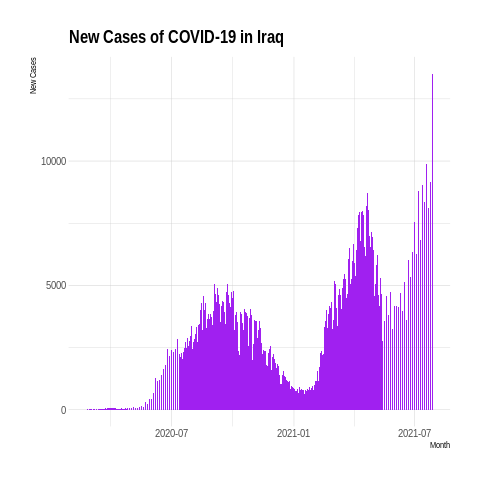 New Cases of COVID-19 in Iraq
New Cases
10000
5000
0
2020-07
2021-01
2021-07
Month